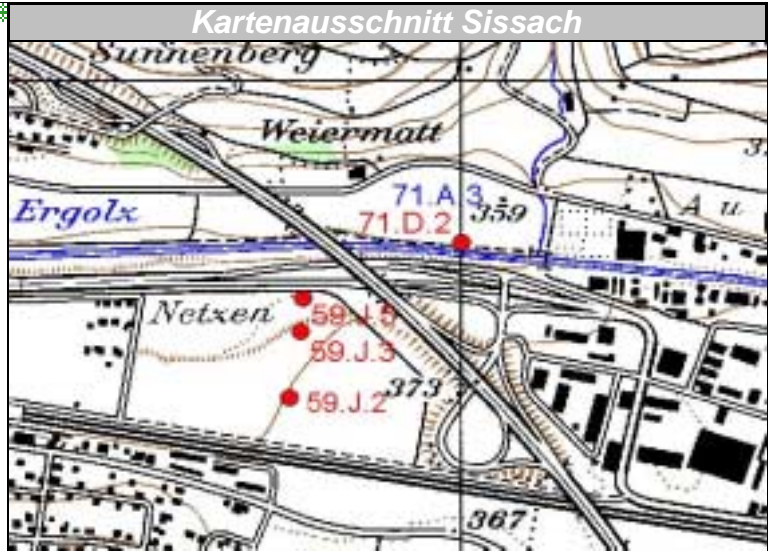 Kartenausschnitt Sissach
Sunnenberg
Weiermatt
71.A.3
Ergolz
71.D.2
359
A u
Netzen
59.J.5
59.J.3
373
59.J.2
367